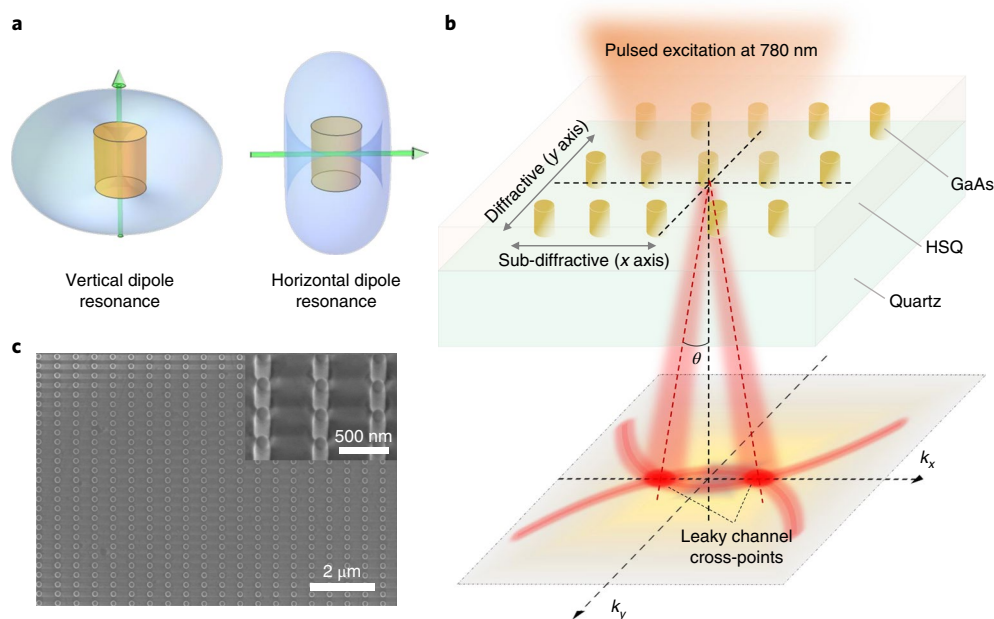 a
Vertical dipole
resonance
Horizontal dipole
resonance
b
Pulsed excitation at 780 nm
Diffractive (y axis)
Sub-diffractive (x axis)
GaAs
HSQ
Quartz
θ
kx
Leaky channel
cross-points
ky
c
500 nm
2 μm